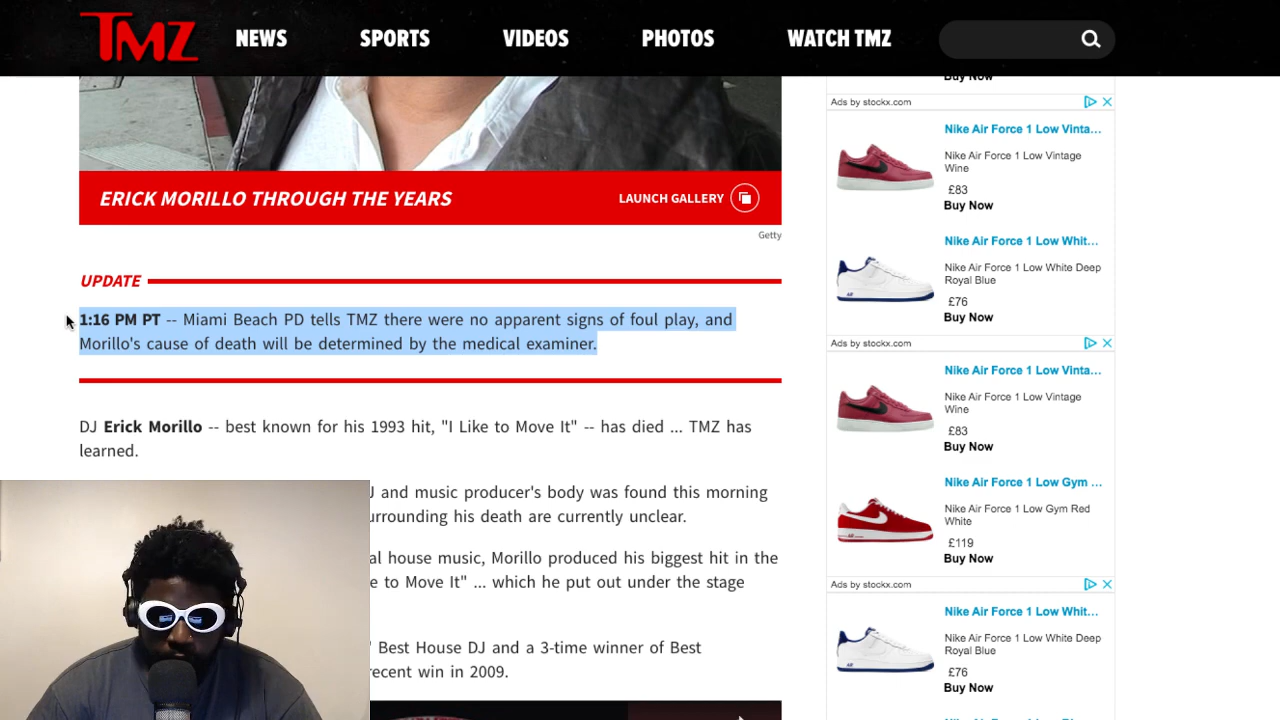 TMZ NEWS SPORTS VIDEOS PHOTOS WATCH TMZ
ERICK MORILLO THROUGH THE YEARS LAUNCH GALLERY
Getty
UPDATE
1:16 PM PT -- Miami Beach PD tells TMZ there were no apparent signs of foul play, and
Morillo's cause of death will be determined by the medical examiner.
DJ Erick Morillo -- best known for his 1993 hit, "I Like to Move It" -- has died ... TMZ has
learned.
and music producer's body was found this morning
his death are currently unclear.
house music, Morillo produced his biggest hit in the
to Move It" ... which he put out under the stage
Best House DJ and a 3-time winner of Best
recent win in 2009.
Buy Now
Ads by stockx.com
Nike Air Force 1 Low Vinta...
Nike Air Force 1 Low Vintage
Wine
£83
Buy Now
Nike Air Force 1 Low Whit...
Nike Air Force 1 Low White Deep
Royal Blue
£76
Buy Now
Ads by stockx.com
Nike Air Force 1 Low Vinta...
Nike Air Force 1 Low Vintage
Wine
£83
Buy Now
Nike Air Force 1 Low Gym ...
Nike Air Force 1 Low Gym Red
White
£119
Buy Now
Ads by stockx.com
Nike Air Force 1 Low Whit...
Nike Air Force 1 Low White Deep
Royal Blue
£76
Buy Now